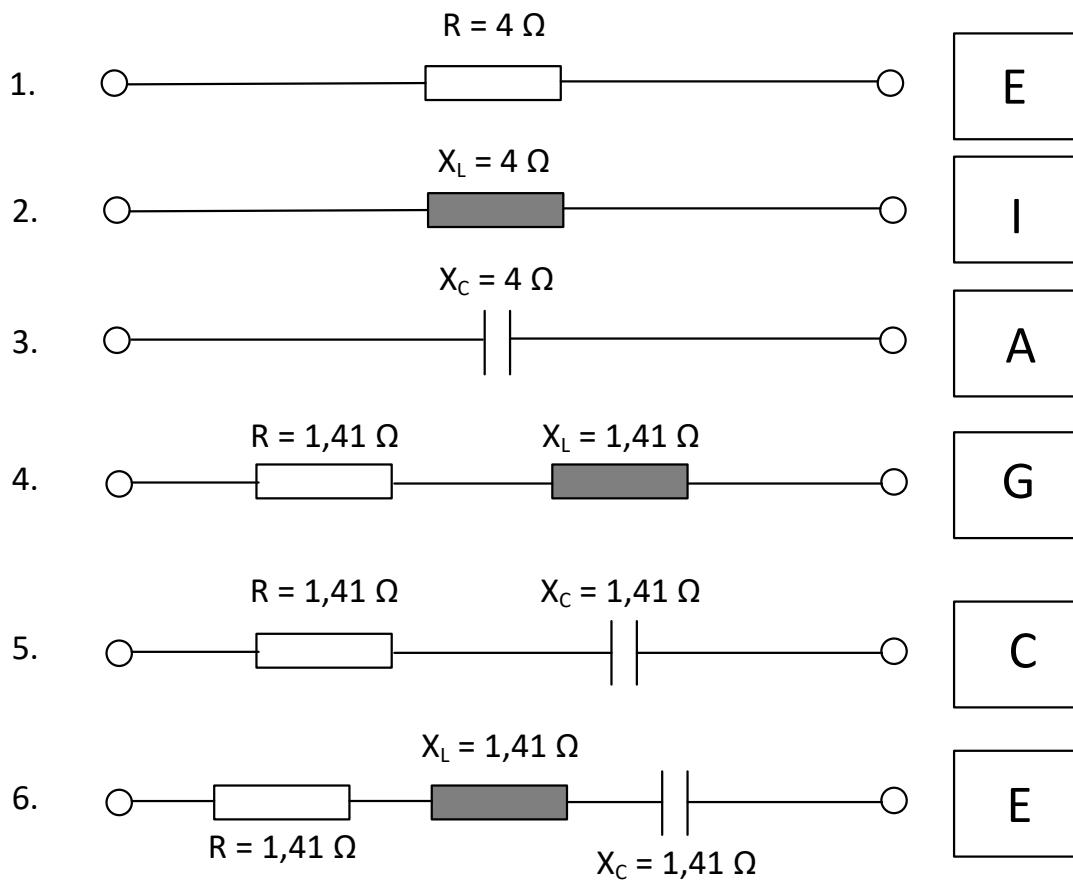 R = 4 Ω
1. E
X_L = 4 Ω
2. I
X_C = 4 Ω
3. A
R = 1,41 Ω X_L = 1,41 Ω
4. G
R = 1,41 Ω X_C = 1,41 Ω
5. C
X_L = 1,41 Ω
6. E
R = 1,41 Ω X_C = 1,41 Ω